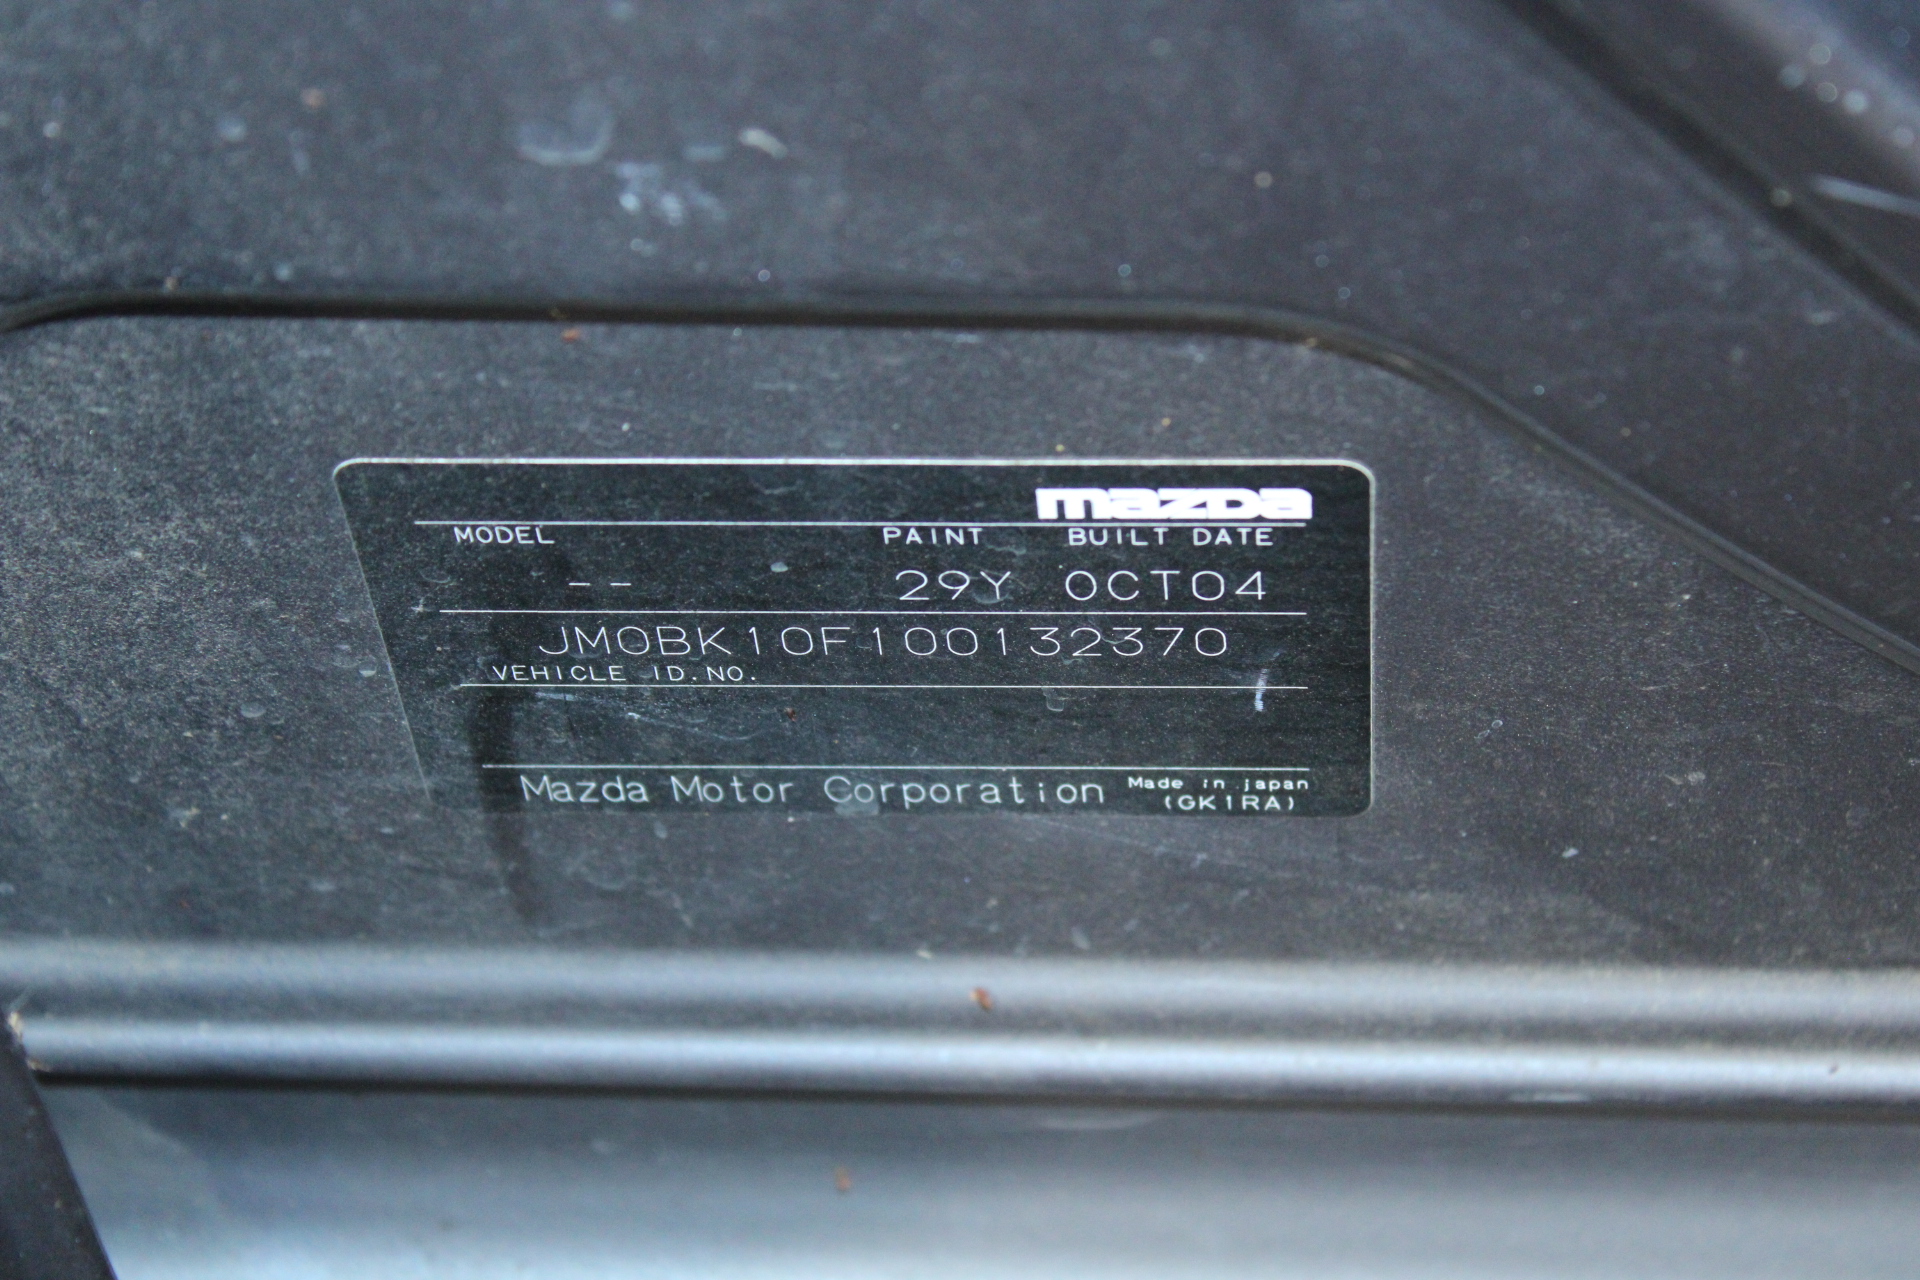 mazda
MODEL PAINT BUILT DATE
-- 29Y OCT04
JM0BK10F100132370
VEHICLE ID.NO.
Mazda Motor Corporation Made in japan
(GK1RA)